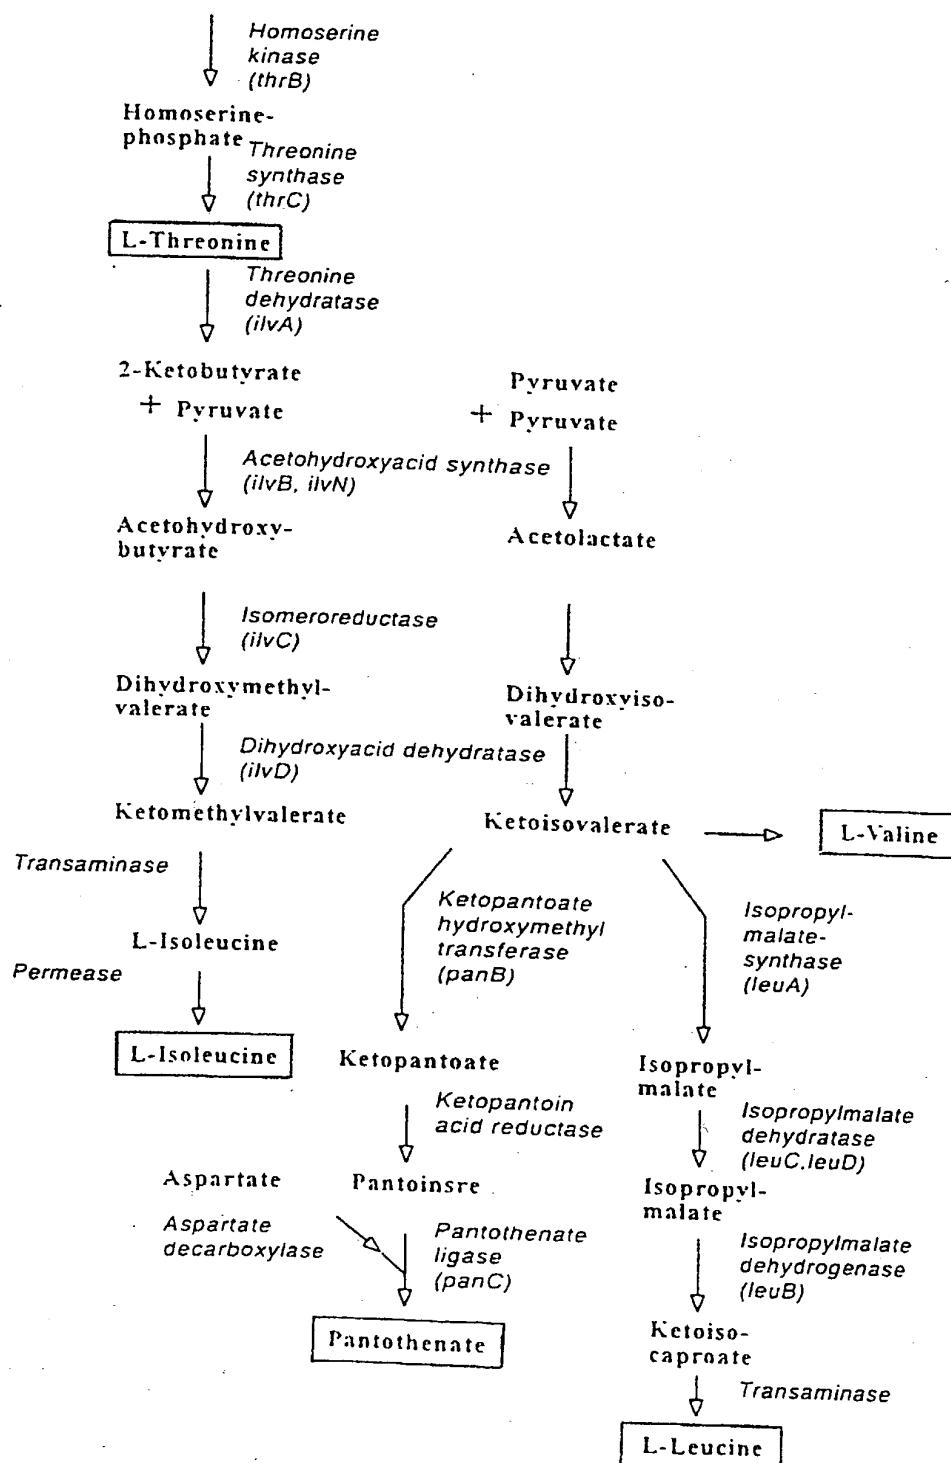 Homoserine
kinase
(thrB)
Homoserine-
phosphate
Threonine
synthase
(thrC)
L-Threonine
Threonine
dehydratase
(ilvA)
2-Ketobutyrate
+ Pyruvate
Pyruvate
+ Pyruvate
Acetohydroxyacid synthase
(ilvB, ilvN)
Acetohydroxy-
butyrate
Acetolactate
Isomeroreductase
(ilvC)
Dihydroxymethyl-
valerate
Dihydroxyiso-
valerate
Dihydroxyacid dehydratase
(ilvD)
Ketomethylvalerate
Ketoisovalerate
L-Valine
Transaminase
L-Isoleucine
Permease
L-Isoleucine
Ketopantoate
hydroxymethyl
transferase
(panB)
Isopropyl-
malate-
synthase
(leuA)
Ketopantoate
Isopropyl-
malate
Ketopantoin
acid reductase
Isopropylmalate
dehydratase
(leuC,leuD)
Aspartate
Pantoinsre
Isopropyl-
malate
Aspartate
decarboxylase
Pantothenate
ligase
(panC)
Isopropylmalate
dehydrogenase
(leuB)
Pantothenate
Ketoiso-
caproate
Transaminase
L-Leucine